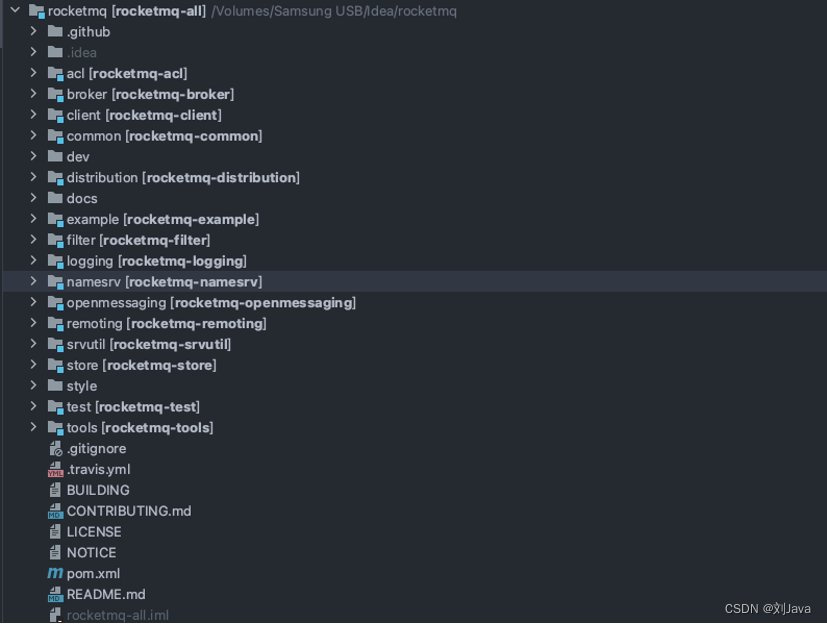 rocketmq [rocketmq-all] /Volumes/Samsung USB/Idea/rocketmq
.github
.idea
acl [rocketmq-acl]
broker [rocketmq-broker]
client [rocketmq-client]
common [rocketmq-common]
dev
distribution [rocketmq-distribution]
docs
example [rocketmq-example]
filter [rocketmq-filter]
logging [rocketmq-logging]
namesrv [rocketmq-namesrv]
openmessaging [rocketmq-openmessaging]
remoting [rocketmq-remoting]
srvutil [rocketmq-srvutil]
store [rocketmq-store]
style
test [rocketmq-test]
tools [rocketmq-tools]
.gitignore
.travis.yml
BUILDING
CONTRIBUTING.md
LICENSE
NOTICE
pom.xml
README.md
rocketmq-all.iml
CSDN @刘Java